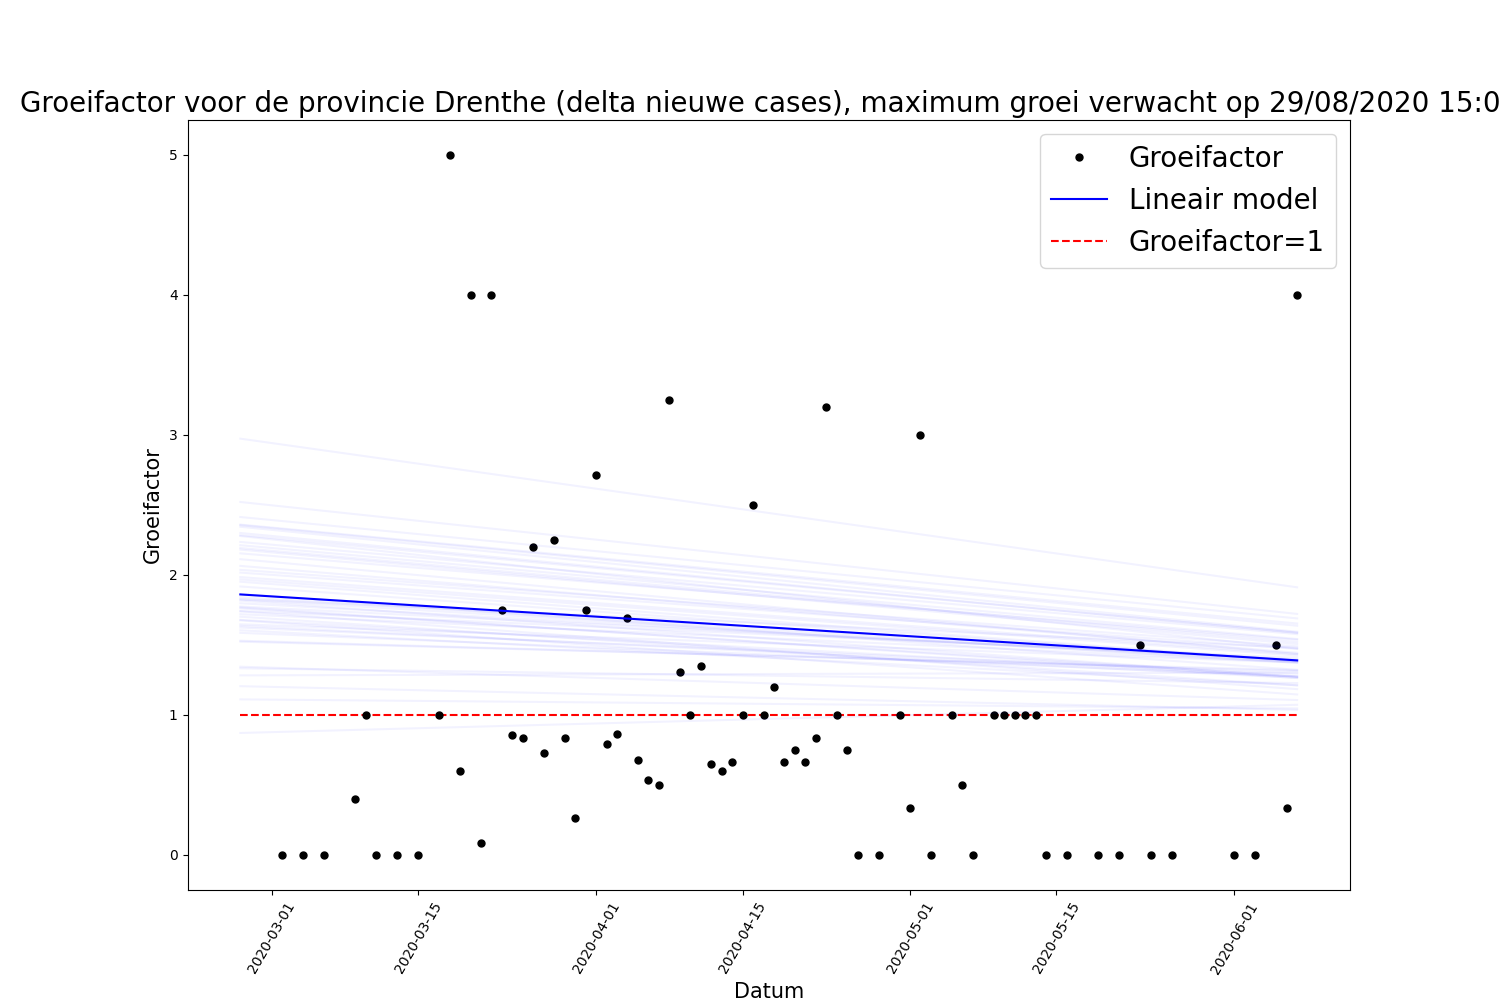 Groeifactor voor de provincie Drenthe (delta nieuwe cases), maximum groei verwacht op 29/08/2020 15:0
Groeifactor
Lineair model
Groeifactor=1
Groeifactor
5
4
3
2
1
0
2020-03-01
2020-03-15
2020-04-01
2020-04-15
2020-05-01
2020-05-15
2020-06-01
Datum